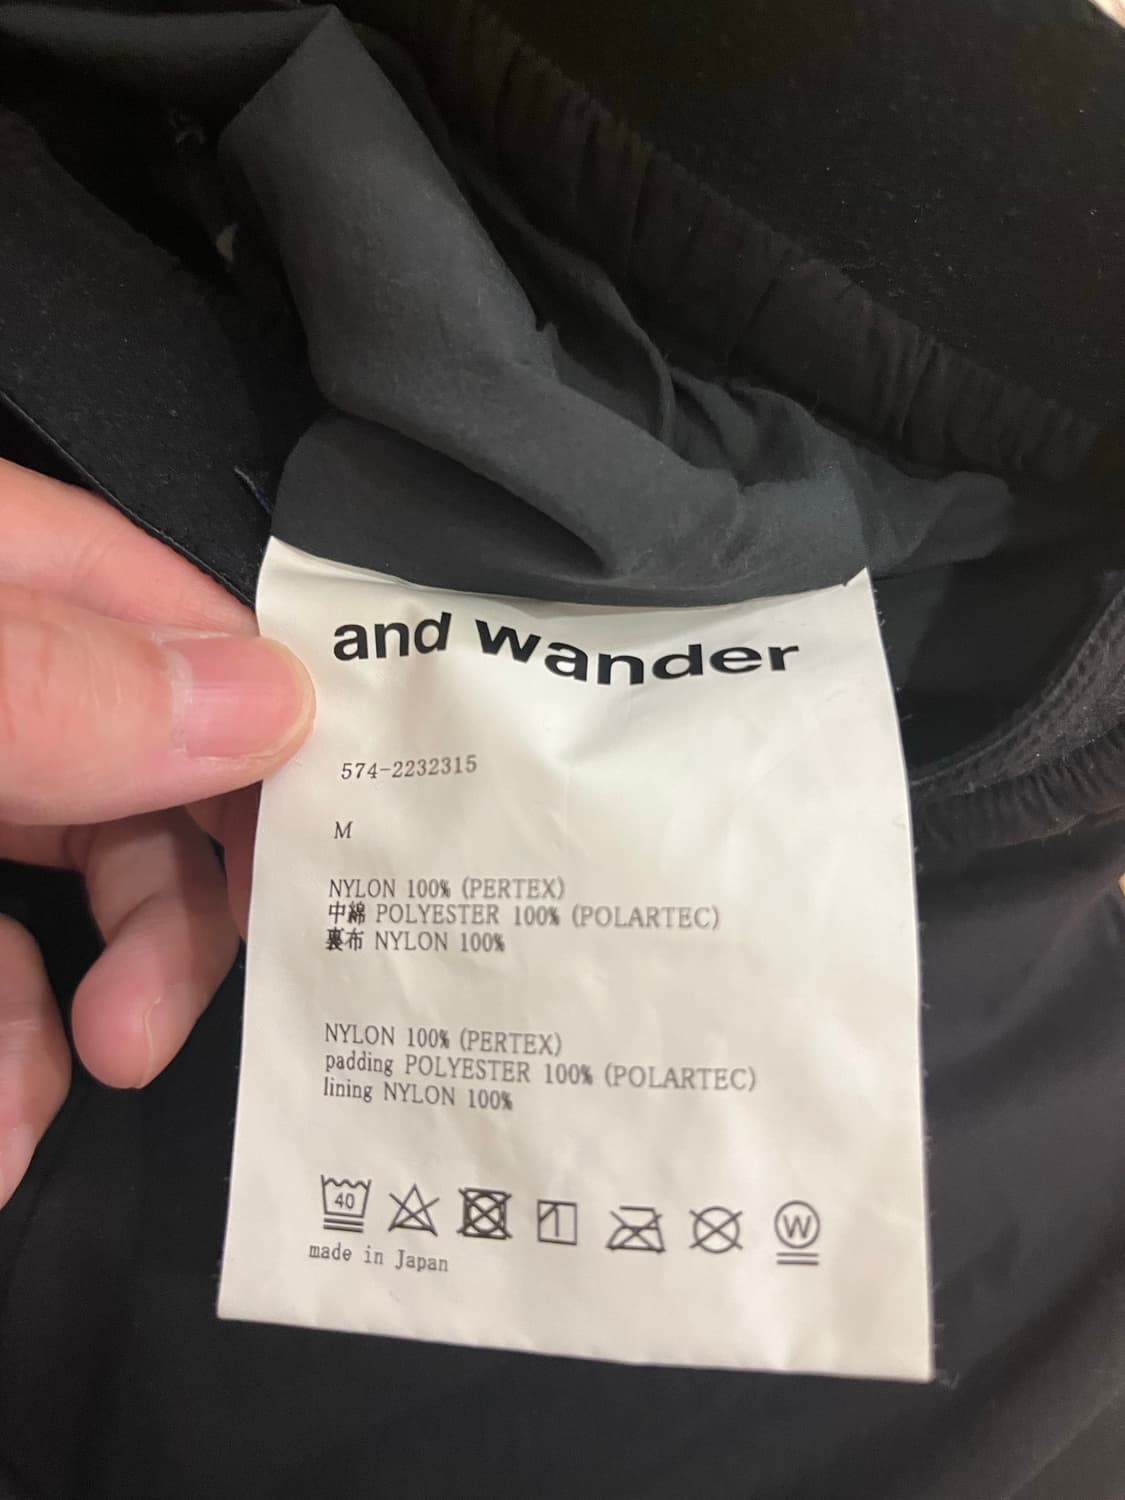 and wander
574-2232315
M
NYLON 100% (PERTEX)
中綿 POLYESTER 100% (POLARTEC)
裏布 NYLON 100%
NYLON 100% (PERTEX)
padding POLYESTER 100% (POLARTEC)
lining NYLON 100%
40 W
made in Japan